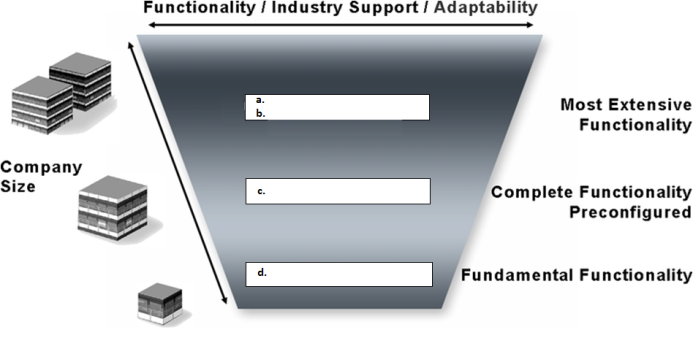 Functionality / Industry Support / Adaptability
a.
b.
Most Extensive
Functionality
Company
Size
c.
Complete Functionality
Preconfigured
d.
Fundamental Functionality